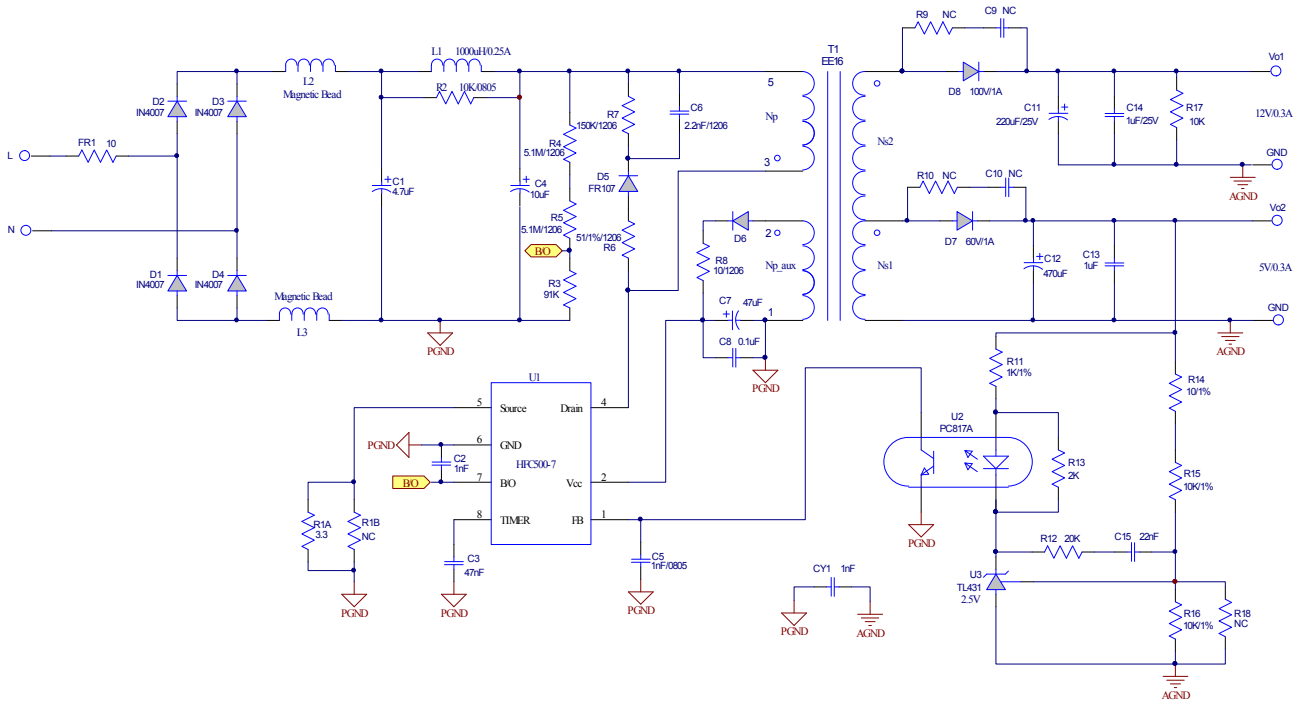 R9 NC
C9 NC
L1 1000uH/0.25A
T1
EE16
Vo1
D2
IN4007
D3
IN4007
L2
Magnetic Bead
R2 10K/0805
R7
150K/1206
C6
2.2nF/1206
5
Np
3
D8 100V/1A
C11
220uF/25V
C14
1uF/25V
R17
10K
12V/0.3A
FR1 10
L
R4
5.1M/1206
Ns2
GND
AGND
C1
4.7uF
C4
10uF
D5
FR107
R10 NC
C10 NC
Vo2
N
R5
5.1M/1206
51/1%/1206
R6
B/O
D6
2
Np_aux
1
D7 60V/1A
Ns1
C12
470uF
C13
1uF
5V/0.3A
D1
IN4007
D4
IN4007
Magnetic Bead
L3
R3
91K
R8
10/1206
C7 47uF
C8 0.1uF
GND
AGND
PGND
PGND
U1
R11
1K/1%
R14
10/1%
5 Source
Drain 4
U2
PC817A
PGND
6 GND
C2
1nF
HFC500-7
R13
2K
R15
10K/1%
B/O
7 B/O
Vcc 2
8 TIMER
FB 1
R1A
3.3
R1B
NC
PGND
R12 20K
C15 22nF
C3
47nF
C5
1nF/0805
CY1 1nF
U3
TL431
2.5V
R16
10K/1%
R18
NC
PGND
PGND
PGND
PGND
AGND
AGND